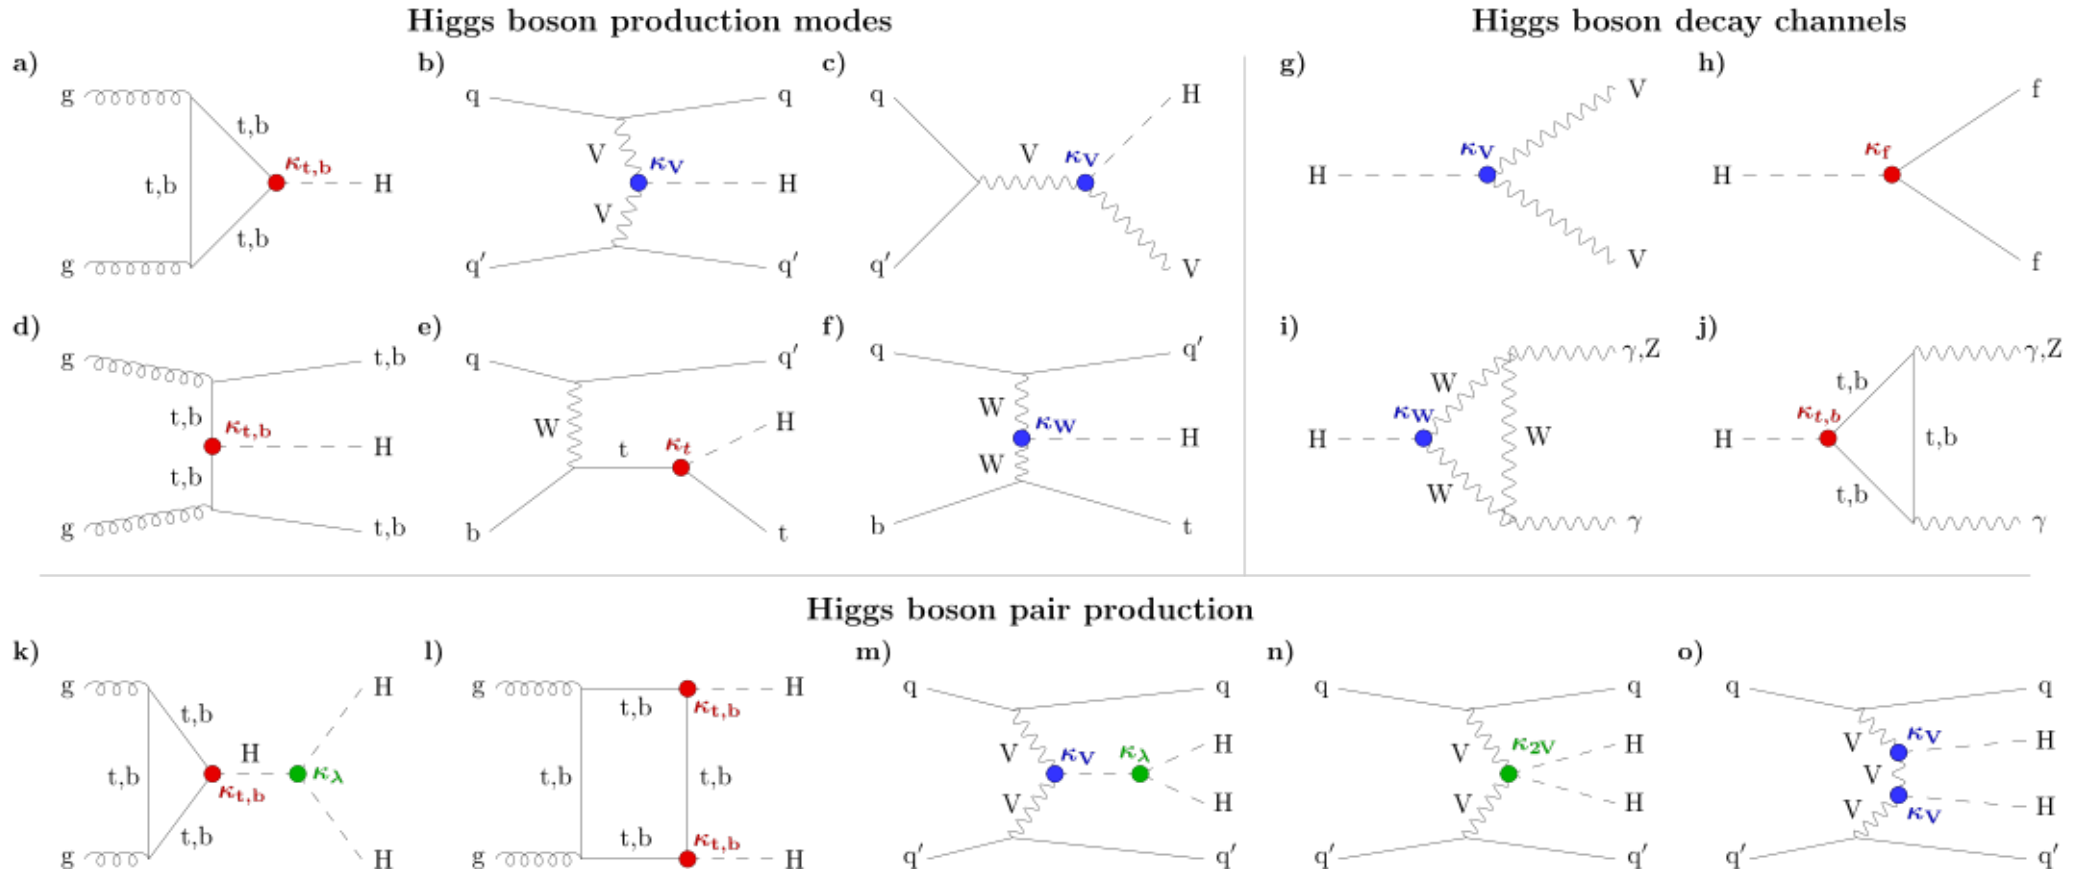 Higgs boson production modes
Higgs boson decay channels
a)
g
t,b
κt,b
t,b
H
t,b
g
b)
q
q
V
κV
H
V
q′
q′
c)
q
H
V
κV
q′
V
g)
V
κV
H
V
h)
f
κf
H
f
d)
g
t,b
t,b
κt,b
H
t,b
g
t,b
e)
q
q′
W
H
t
κt
b
t
f)
q
q′
W
κW
H
W
b
t
i)
γ,Z
W
κW
H
W
W
γ
j)
γ,Z
t,b
κt,b
H
t,b
t,b
γ
Higgs boson pair production
k)
g
H
t,b
H
t,b
κλ
κt,b
t,b
g
H
l)
g
H
t,b
κt,b
t,b
t,b
t,b
κt,b
g
H
m)
q
q
V
κV
κλ
H
V
H
q′
q′
n)
q
q
V
κ2V
H
V
H
q′
q′
o)
q
q
κV
V
H
V
V
κV
H
q′
q′